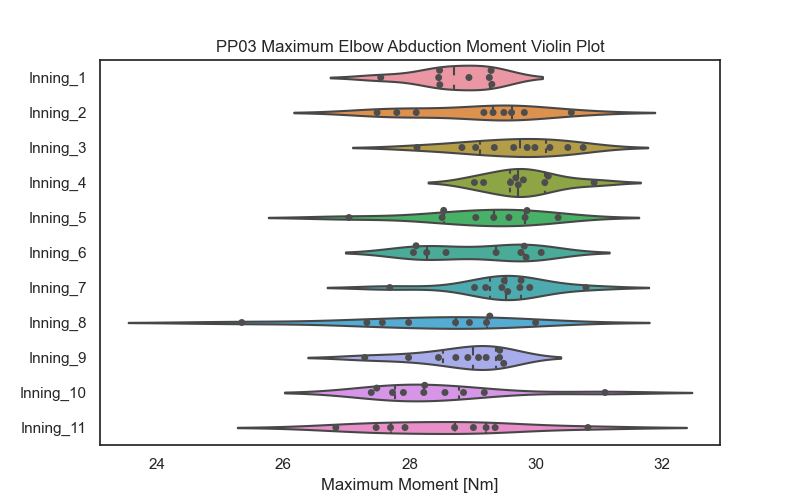 PP03 Maximum Elbow Abduction Moment Violin Plot
Inning_1
Inning_2
Inning_3
Inning_4
Inning_5
Inning_6
Inning_7
Inning_8
Inning_9
Inning_10
Inning_11
24 26 28 30 32
Maximum Moment [Nm]